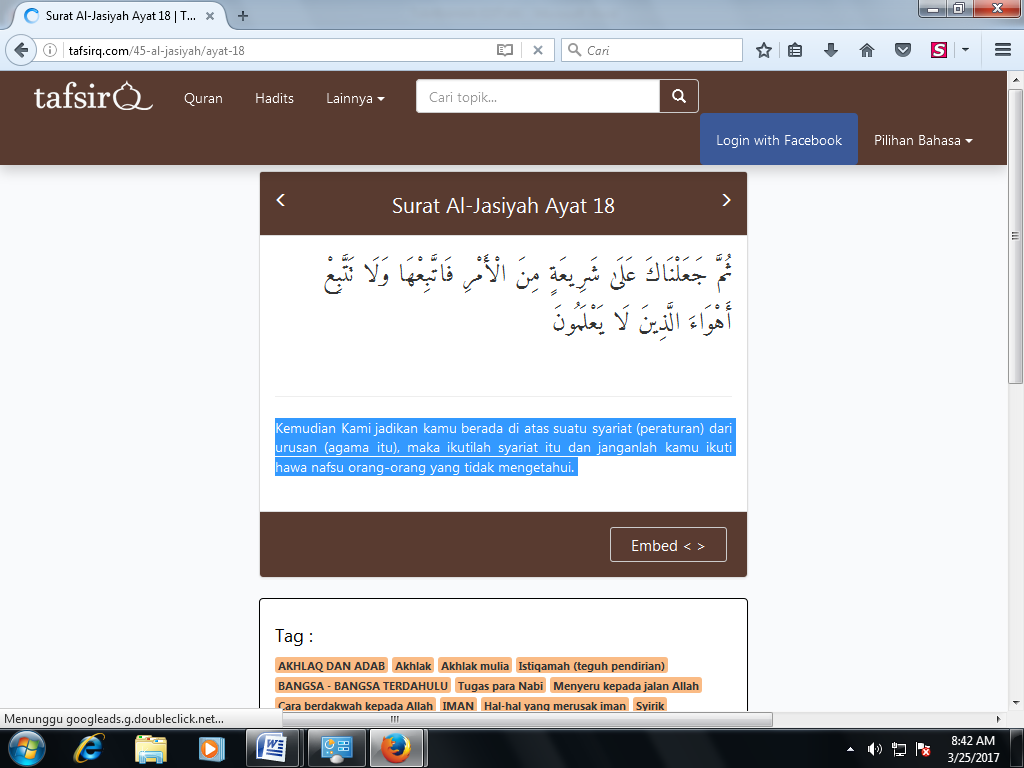 Surat Al-Jasiyah Ayat 18 | T...
tafsirq.com/45-al-jasiyah/ayat-18
Cari
tafsirQ Quran Hadits Lainnya Cari topik...
Login with Facebook Pilihan Bahasa
Surat Al-Jasiyah Ayat 18
ثُمَّ جَعَلْنَاكَ عَلَىٰ شَرِيعَةٍ مِنَ الْأَمْرِ فَاتَّبِعْهَا وَلَا تَتَّبِعْ
أَهْوَاءَ الَّذِينَ لَا يَعْلَمُونَ
Kemudian Kami jadikan kamu berada di atas suatu syariat (peraturan) dari
urusan (agama itu), maka ikutilah syariat itu dan janganlah kamu ikuti
hawa nafsu orang-orang yang tidak mengetahui.
Embed < >
Tag :
AKHLAQ DAN ADAB Akhlak Akhlak mulia Istiqamah (teguh pendirian)
BANGSA - BANGSA TERDAHULU Tugas para Nabi Menyeru kepada jalan Allah
Cara berdakwah kepada Allah IMAN Hal-hal yang merusak iman Syirik
Menunggu googleads.g.doubleclick.net...
8:42 AM
3/25/2017